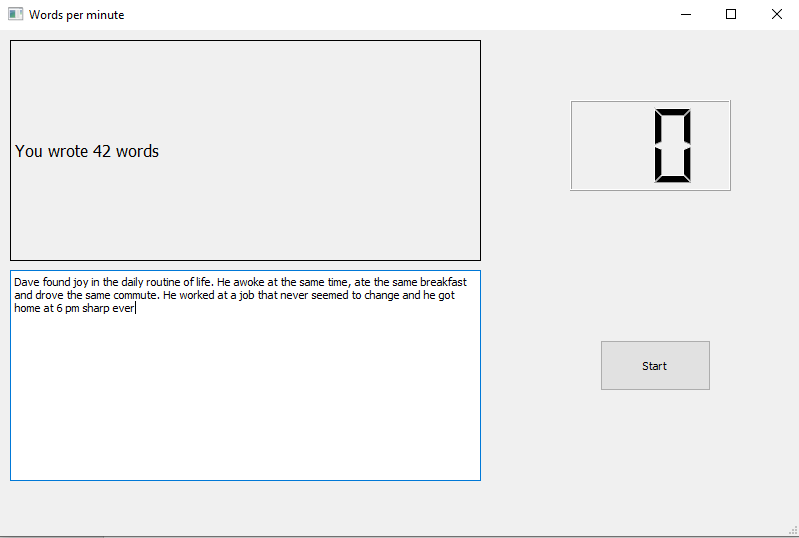 Words per minute
You wrote 42 words
0
Dave found joy in the daily routine of life. He awoke at the same time, ate the same breakfast
and drove the same commute. He worked at a job that never seemed to change and he got
home at 6 pm sharp ever
Start